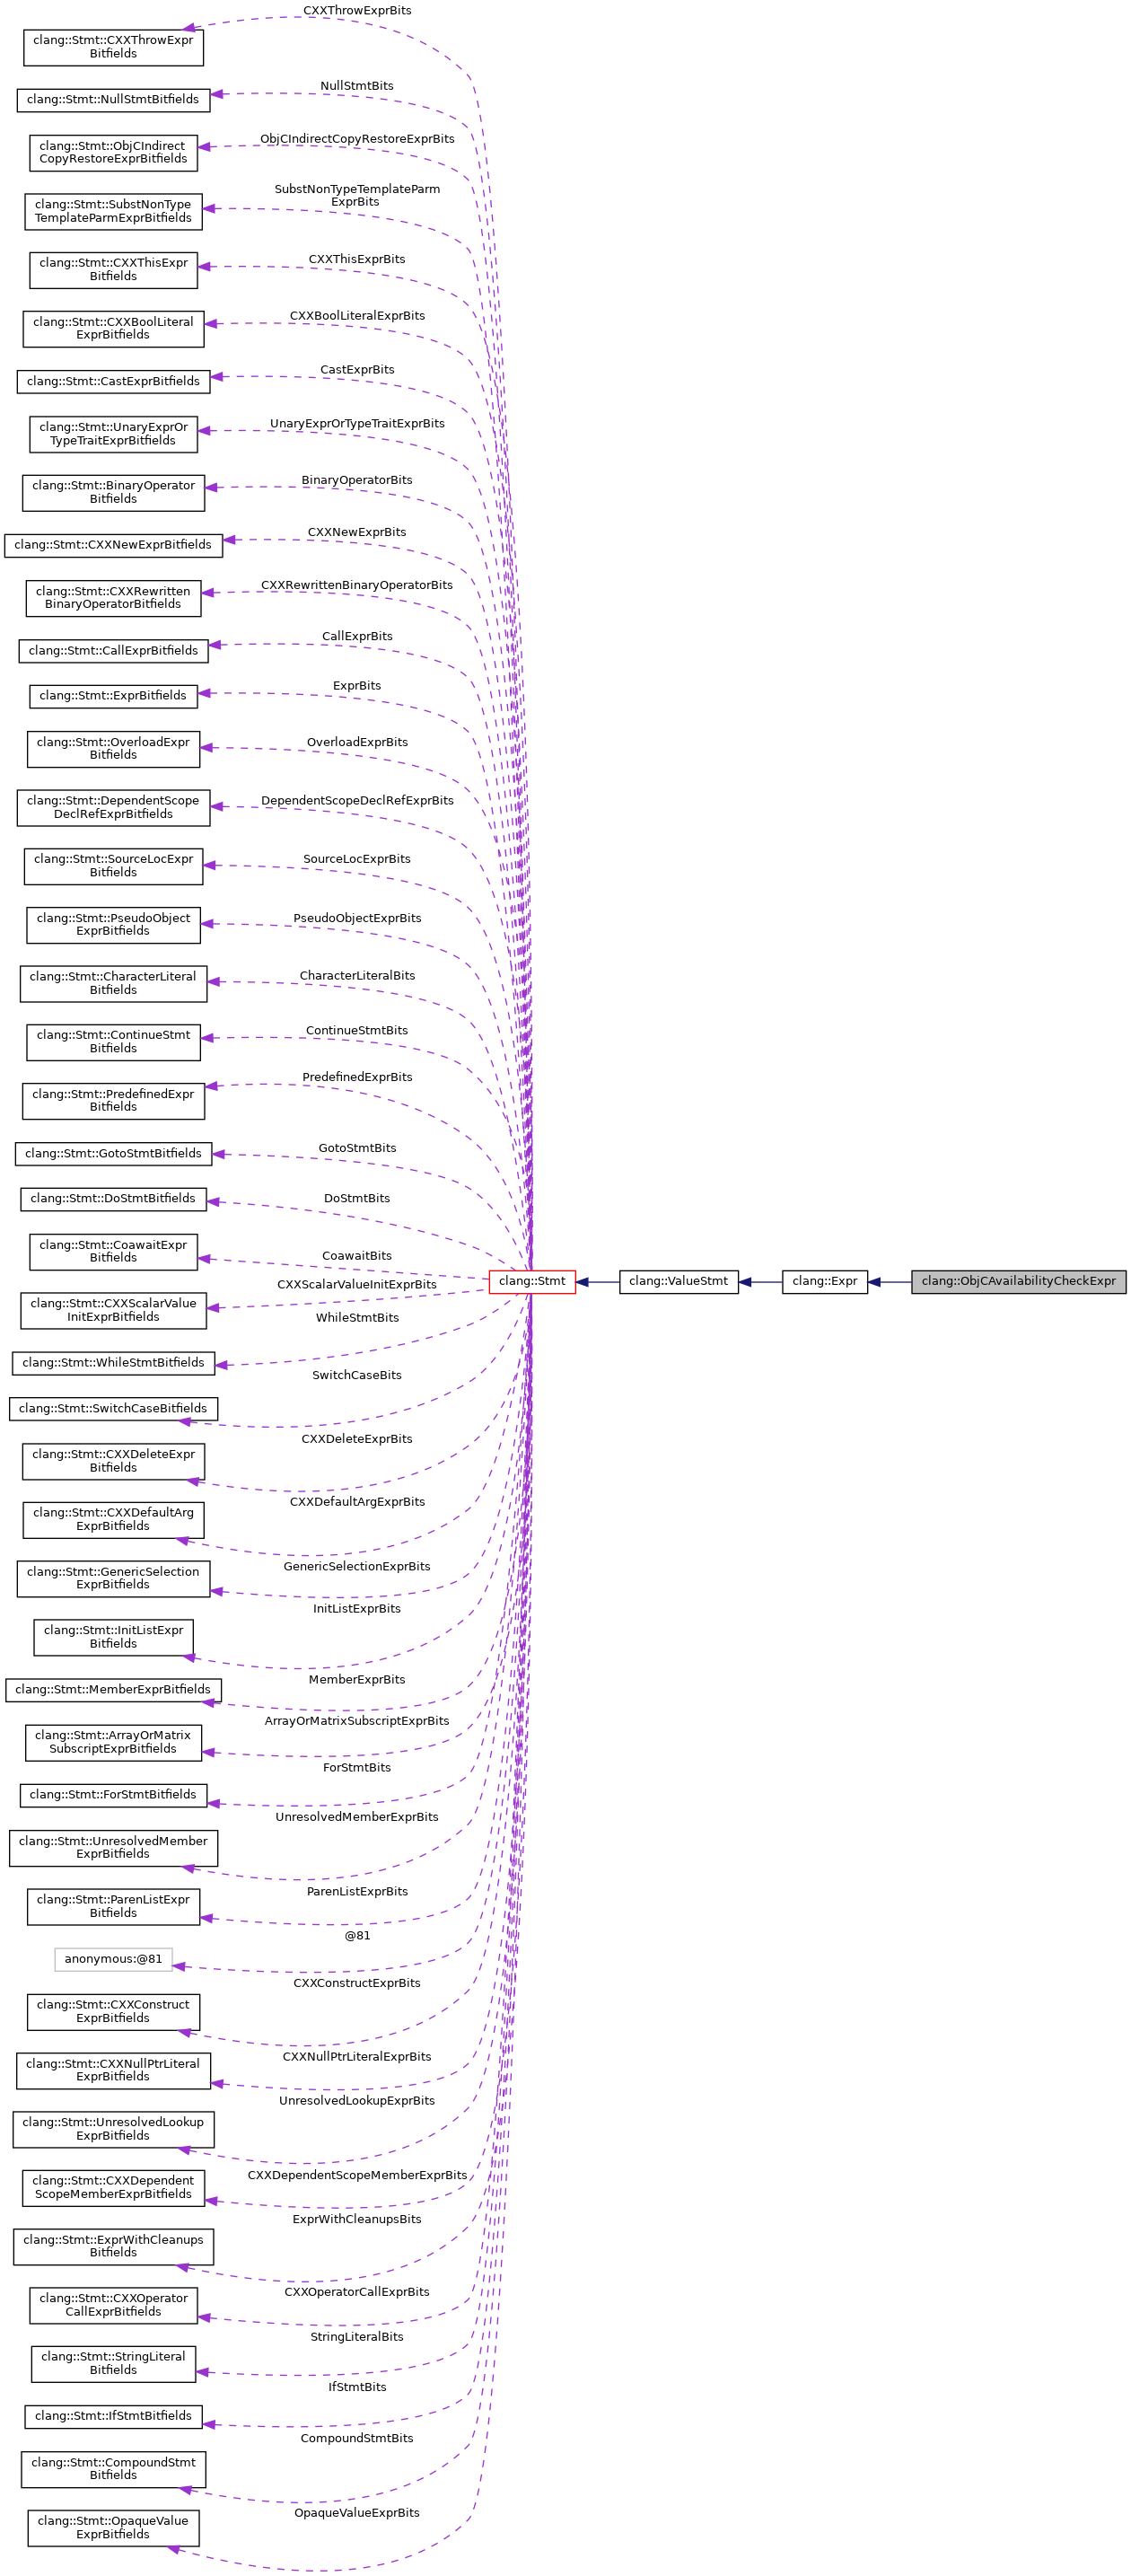 CXXThrowExprBits
clang::Stmt::CXXThrowExpr
Bitfields
NullStmtBits
clang::Stmt::NullStmtBitfields
ObjCIndirectCopyRestoreExprBits
clang::Stmt::ObjCIndirect
CopyRestoreExprBitfields
SubstNonTypeTemplateParm
ExprBits
clang::Stmt::SubstNonType
TemplateParmExprBitfields
CXXThisExprBits
clang::Stmt::CXXThisExpr
Bitfields
CXXBoolLiteralExprBits
clang::Stmt::CXXBoolLiteral
ExprBitfields
CastExprBits
clang::Stmt::CastExprBitfields
UnaryExprOrTypeTraitExprBits
clang::Stmt::UnaryExprOr
TypeTraitExprBitfields
BinaryOperatorBits
clang::Stmt::BinaryOperator
Bitfields
CXXNewExprBits
clang::Stmt::CXXNewExprBitfields
CXXRewrittenBinaryOperatorBits
clang::Stmt::CXXRewritten
BinaryOperatorBitfields
CallExprBits
clang::Stmt::CallExprBitfields
ExprBits
clang::Stmt::ExprBitfields
OverloadExprBits
clang::Stmt::OverloadExpr
Bitfields
DependentScopeDeclRefExprBits
clang::Stmt::DependentScope
DeclRefExprBitfields
SourceLocExprBits
clang::Stmt::SourceLocExpr
Bitfields
PseudoObjectExprBits
clang::Stmt::PseudoObject
ExprBitfields
CharacterLiteralBits
clang::Stmt::CharacterLiteral
Bitfields
ContinueStmtBits
clang::Stmt::ContinueStmt
Bitfields
PredefinedExprBits
clang::Stmt::PredefinedExpr
Bitfields
GotoStmtBits
clang::Stmt::GotoStmtBitfields
DoStmtBits
clang::Stmt::DoStmtBitfields
CoawaitBits
clang::Stmt::CoawaitExpr
Bitfields
clang::Stmt
clang::ValueStmt
clang::Expr
clang::ObjCAvailabilityCheckExpr
CXXScalarValueInitExprBits
clang::Stmt::CXXScalarValue
InitExprBitfields
WhileStmtBits
clang::Stmt::WhileStmtBitfields
SwitchCaseBits
clang::Stmt::SwitchCaseBitfields
CXXDeleteExprBits
clang::Stmt::CXXDeleteExpr
Bitfields
CXXDefaultArgExprBits
clang::Stmt::CXXDefaultArg
ExprBitfields
GenericSelectionExprBits
clang::Stmt::GenericSelection
ExprBitfields
InitListExprBits
clang::Stmt::InitListExpr
Bitfields
MemberExprBits
clang::Stmt::MemberExprBitfields
ArrayOrMatrixSubscriptExprBits
clang::Stmt::ArrayOrMatrix
SubscriptExprBitfields
ForStmtBits
clang::Stmt::ForStmtBitfields
UnresolvedMemberExprBits
clang::Stmt::UnresolvedMember
ExprBitfields
ParenListExprBits
clang::Stmt::ParenListExpr
Bitfields
@81
anonymous:@81
CXXConstructExprBits
clang::Stmt::CXXConstruct
ExprBitfields
CXXNullPtrLiteralExprBits
clang::Stmt::CXXNullPtrLiteral
ExprBitfields
UnresolvedLookupExprBits
clang::Stmt::UnresolvedLookup
ExprBitfields
CXXDependentScopeMemberExprBits
clang::Stmt::CXXDependent
ScopeMemberExprBitfields
ExprWithCleanupsBits
clang::Stmt::ExprWithCleanups
Bitfields
CXXOperatorCallExprBits
clang::Stmt::CXXOperator
CallExprBitfields
StringLiteralBits
clang::Stmt::StringLiteral
Bitfields
IfStmtBits
clang::Stmt::IfStmtBitfields
CompoundStmtBits
clang::Stmt::CompoundStmt
Bitfields
OpaqueValueExprBits
clang::Stmt::OpaqueValue
ExprBitfields